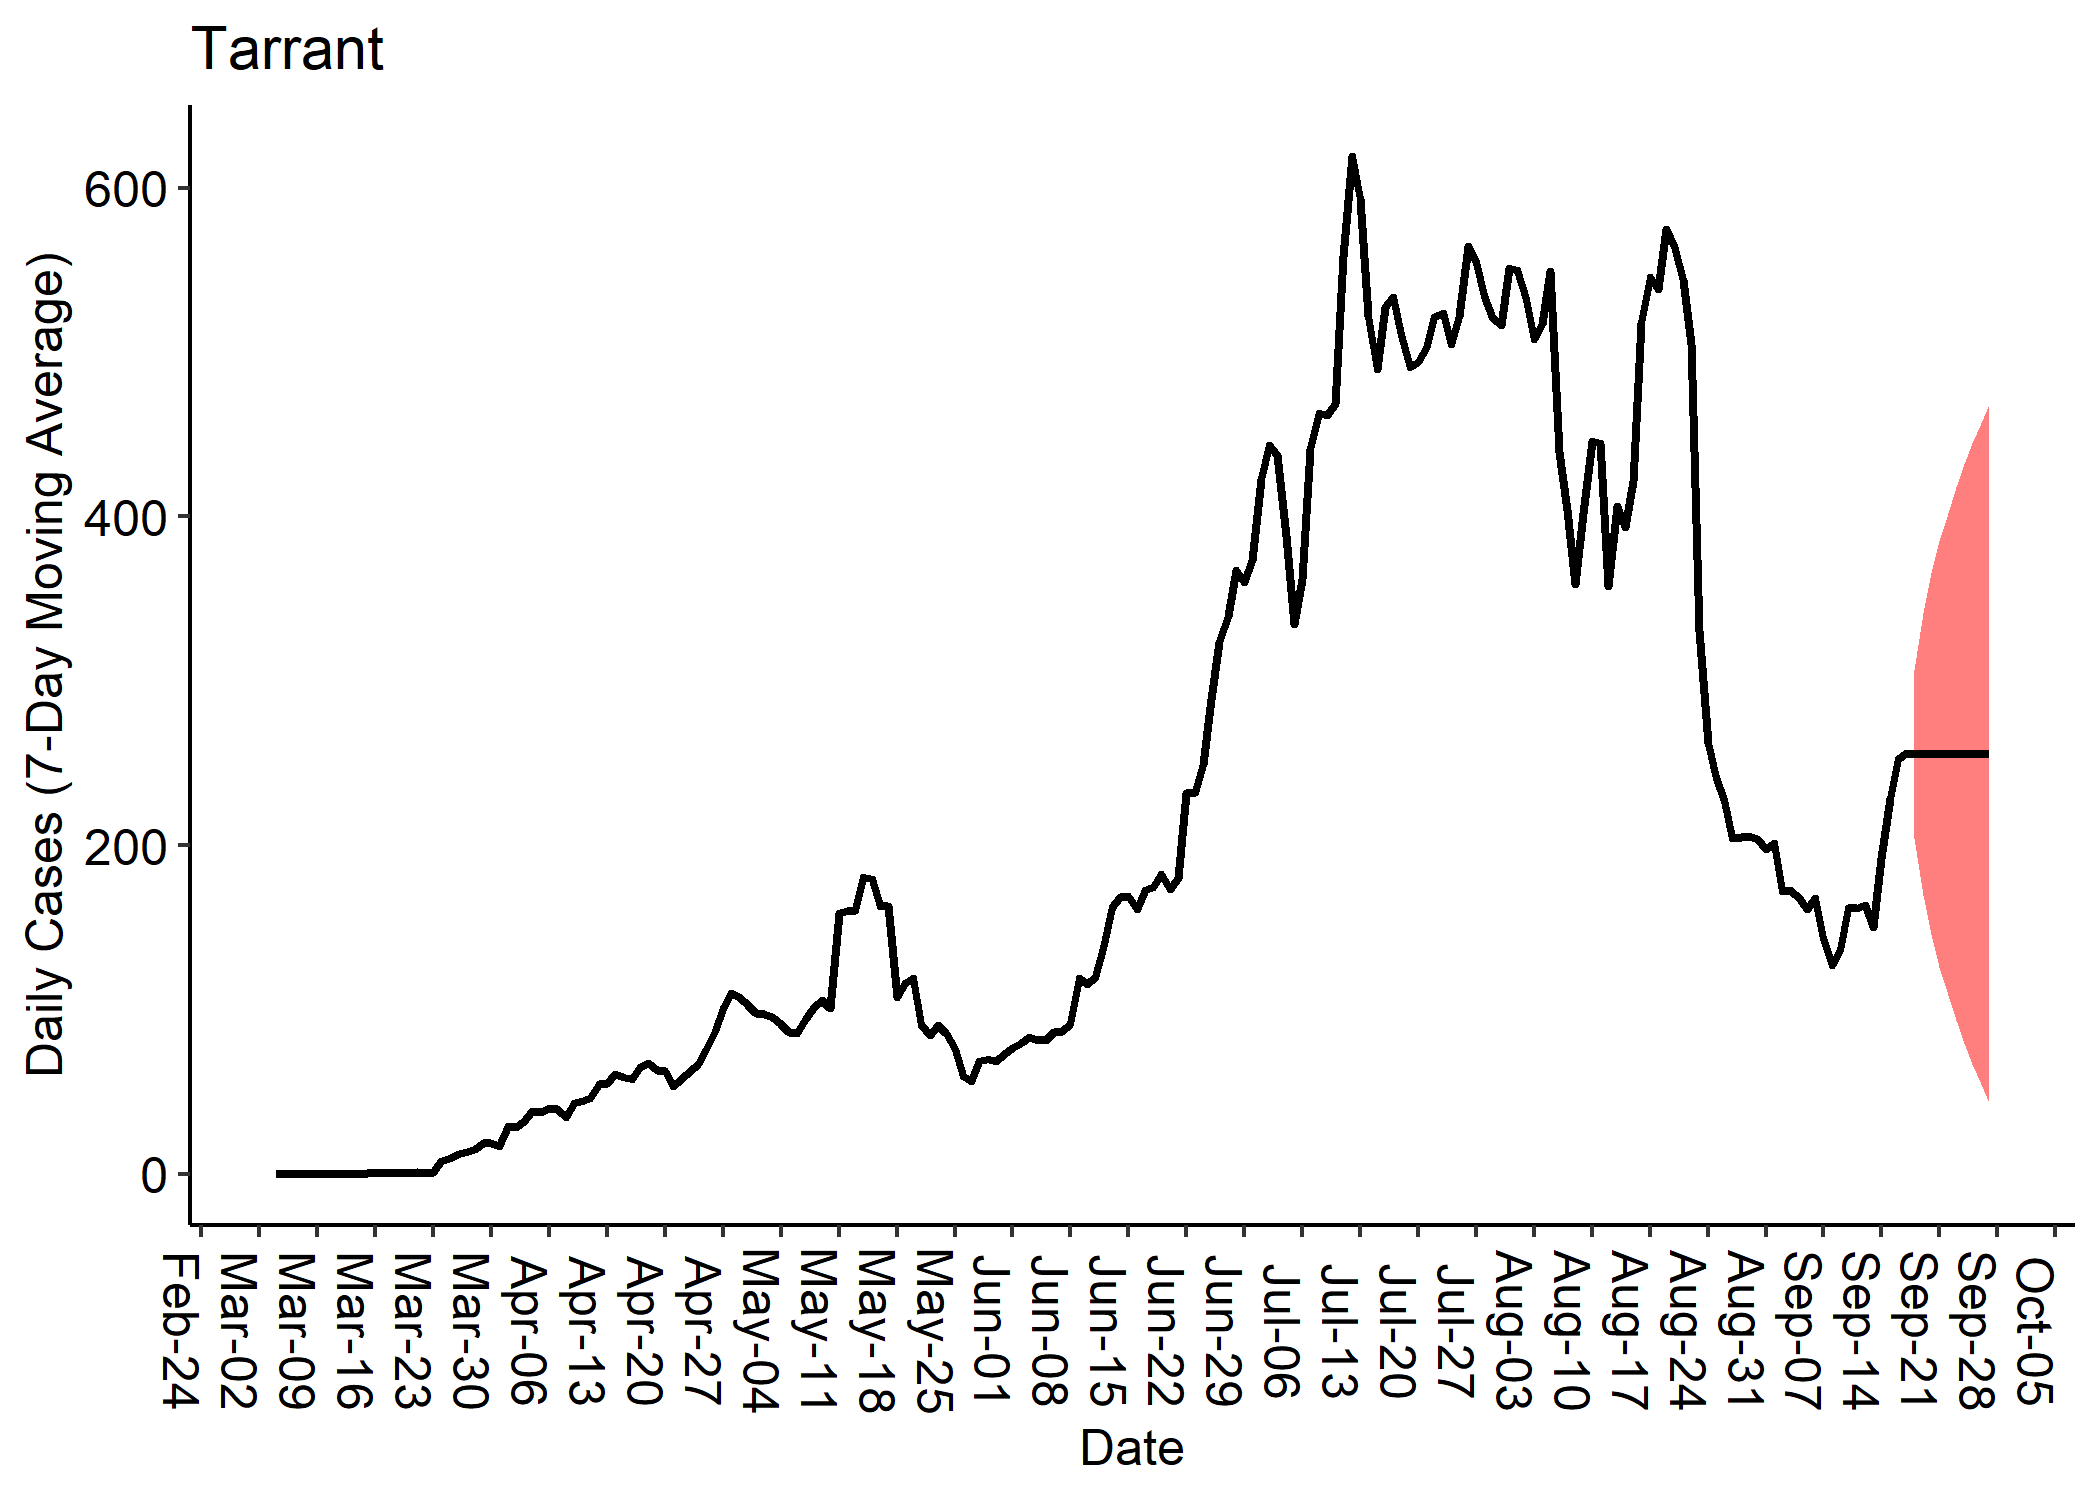 Tarrant
Daily Cases (7-Day Moving Average)
600
400
200
0
Feb-24
Mar-02
Mar-09
Mar-16
Mar-23
Mar-30
Apr-06
Apr-13
Apr-20
Apr-27
May-04
May-11
May-18
May-25
Jun-01
Jun-08
Jun-15
Jun-22
Jun-29
Jul-06
Jul-13
Jul-20
Jul-27
Aug-03
Aug-10
Aug-17
Aug-24
Aug-31
Sep-07
Sep-14
Sep-21
Sep-28
Oct-05
Date